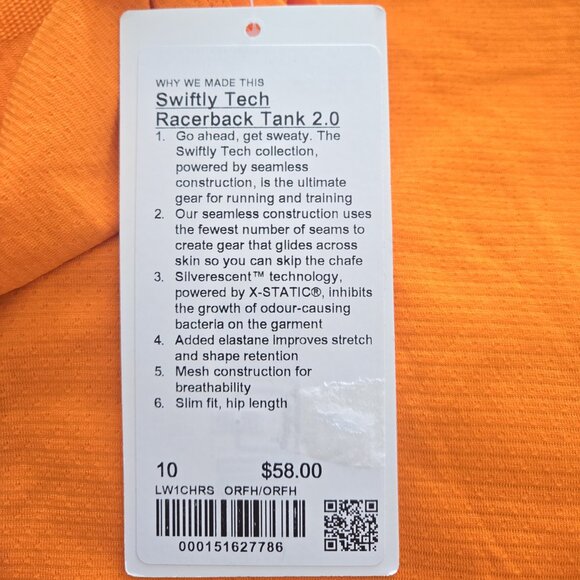 WHY WE MADE THIS
Swiftly Tech
Racerback Tank 2.0
1. Go ahead, get sweaty. The
Swiftly Tech collection,
powered by seamless
construction, is the ultimate
gear for running and training
2. Our seamless construction uses
the fewest number of seams to
create gear that glides across
skin so you can skip the chafe
3. Silverescent™ technology,
powered by X-STATIC®, inhibits
the growth of odour-causing
bacteria on the garment
4. Added elastane improves stretch
and shape retention
5. Mesh construction for
breathability
6. Slim fit, hip length
10 $58.00
LW1CHRS ORFH/ORFH
000151627786